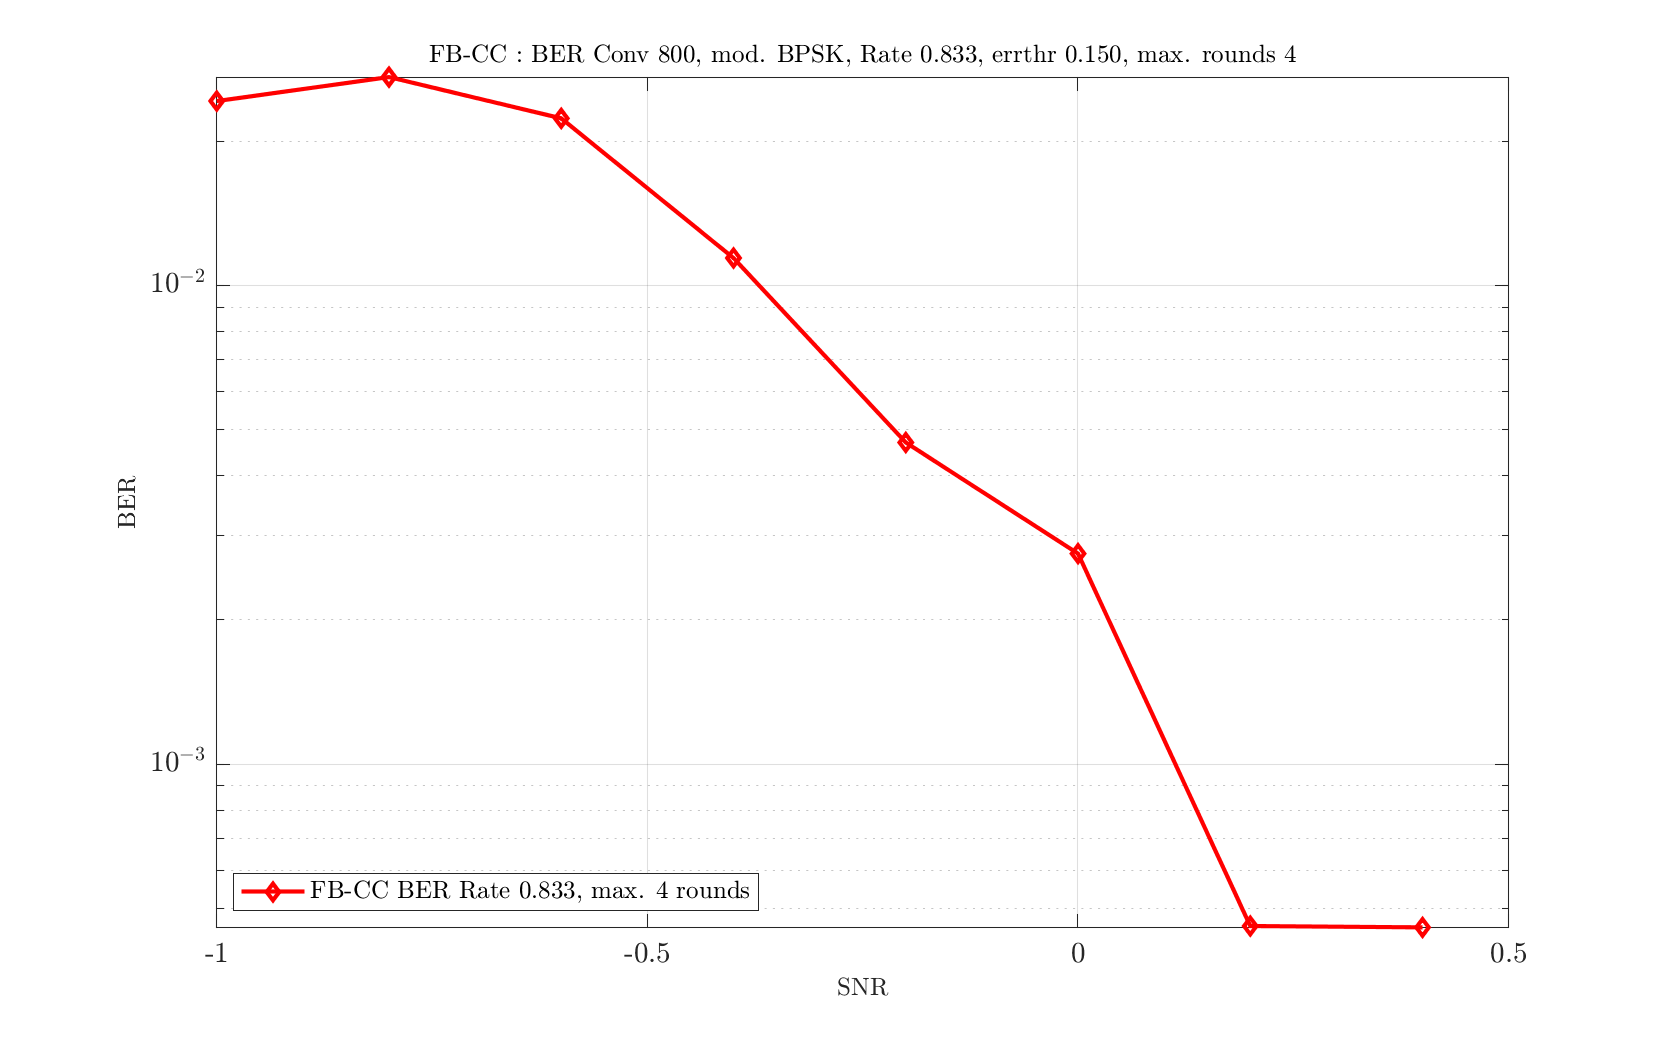 FB-CC : BER Conv 800, mod. BPSK, Rate 0.833, errthr 0.150, max. rounds 4
10⁻²
BER
10⁻³
FB-CC BER Rate 0.833, max. 4 rounds
-1 -0.5 0 0.5
SNR